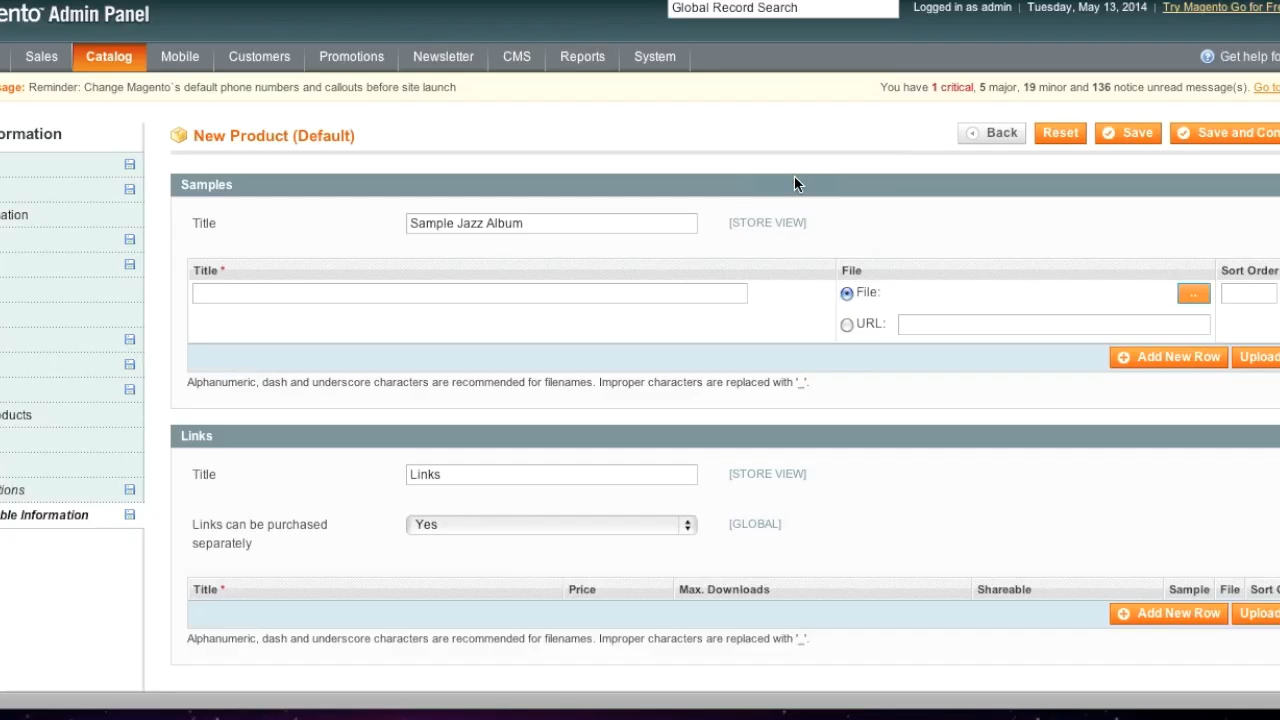 ento Admin Panel
Global Record Search
Logged in as admin | Tuesday, May 13, 2014 | Try Magento Go for Fre
Sales Catalog Mobile Customers Promotions Newsletter CMS Reports System
Get help fo
sage: Reminder: Change Magento`s default phone numbers and callouts before site launch
You have 1 critical, 5 major, 19 minor and 136 notice unread message(s). Go to
ormation
New Product (Default)
Back Reset Save Save and Con
Samples
ation
Title Sample Jazz Album [STORE VIEW]
Title * File Sort Order
File: ..
URL:
Add New Row Upload
Alphanumeric, dash and underscore characters are recommended for filenames. Improper characters are replaced with '_'.
oducts
Links
Title Links [STORE VIEW]
tions
ble Information
Links can be purchased separately Yes [GLOBAL]
Title * Price Max. Downloads Shareable Sample File Sort O
Add New Row Upload
Alphanumeric, dash and underscore characters are recommended for filenames. Improper characters are replaced with '_'.